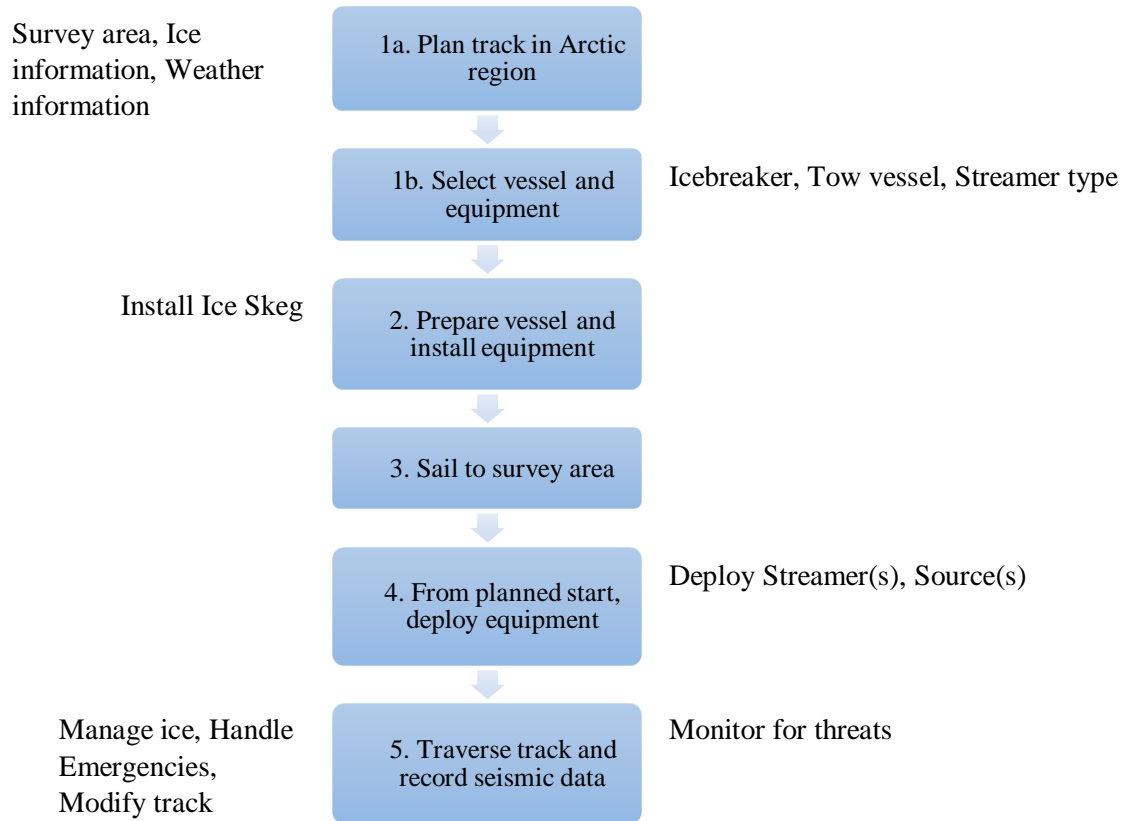 Survey area, Ice
information, Weather
information
1a. Plan track in Arctic
region
1b. Select vessel and
equipment
Icebreaker, Tow vessel, Streamer type
Install Ice Skeg
2. Prepare vessel and
install equipment
3. Sail to survey area
4. From planned start,
deploy equipment
Deploy Streamer(s), Source(s)
Manage ice, Handle
Emergencies,
Modify track
5. Traverse track and
record seismic data
Monitor for threats